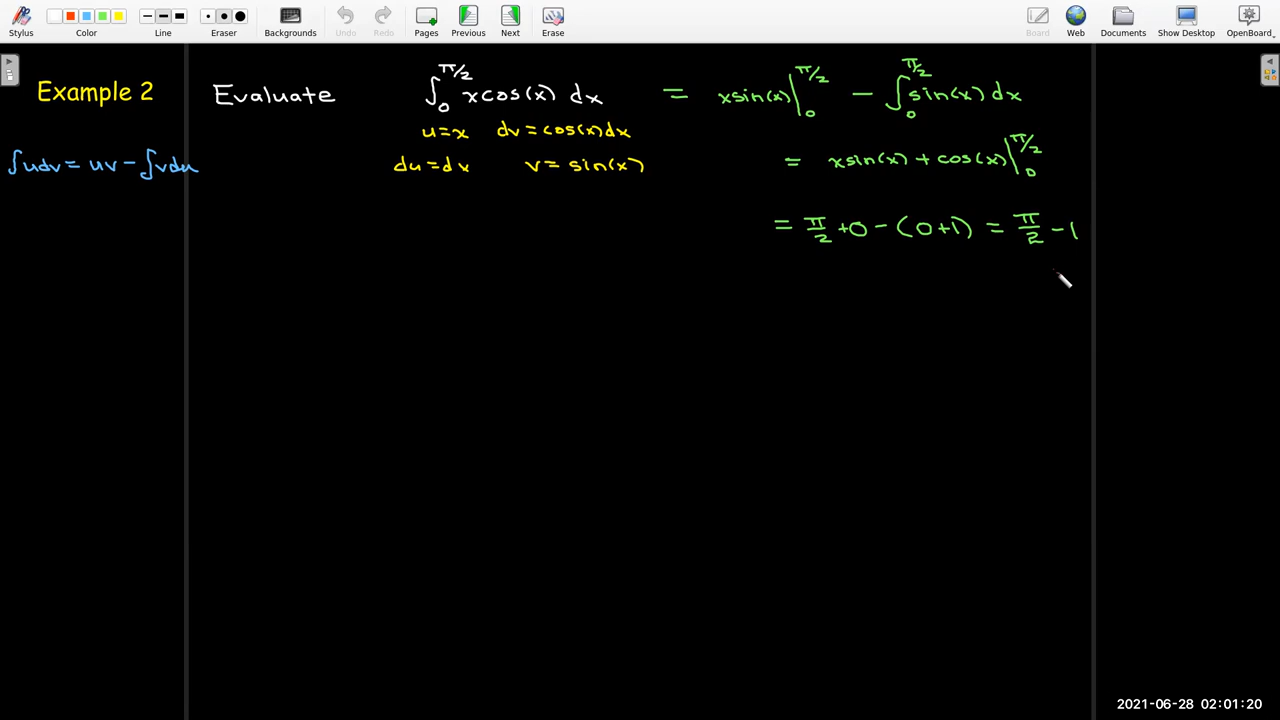 Stylus Color Line Eraser Backgrounds Undo Redo Pages Previous Next Erase Board Web Documents Show Desktop OpenBoard
Example 2 Evaluate ∫₀^{π/2} xcos(x) dx = xsin(x)|₀^{π/2} − ∫₀^{π/2} sin(x) dx
u=x dv=cos(x)dx
∫udv = uv − ∫vdu du=dx v=sin(x) = xsin(x) + cos(x)|₀^{π/2}
= π/2 +0 − (0+1) = π/2 −1
2021-06-28 02:01:20